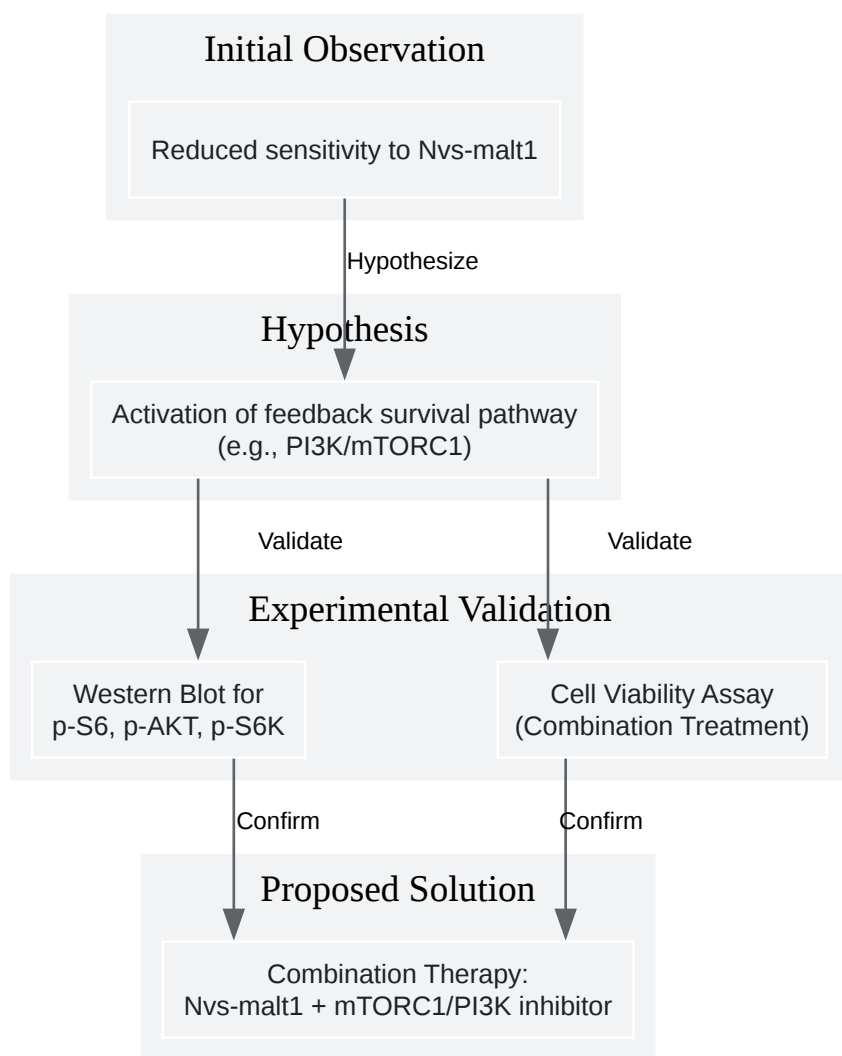 Initial Observation
Reduced sensitivity to Nvs-malt1
Hypothesize
Hypothesis
Activation of feedback survival pathway
(e.g., PI3K/mTORC1)
Validate
Validate
Experimental Validation
Western Blot for
p-S6, p-AKT, p-S6K
Cell Viability Assay
(Combination Treatment)
Confirm
Confirm
Proposed Solution
Combination Therapy:
Nvs-malt1 + mTORC1/PI3K inhibitor